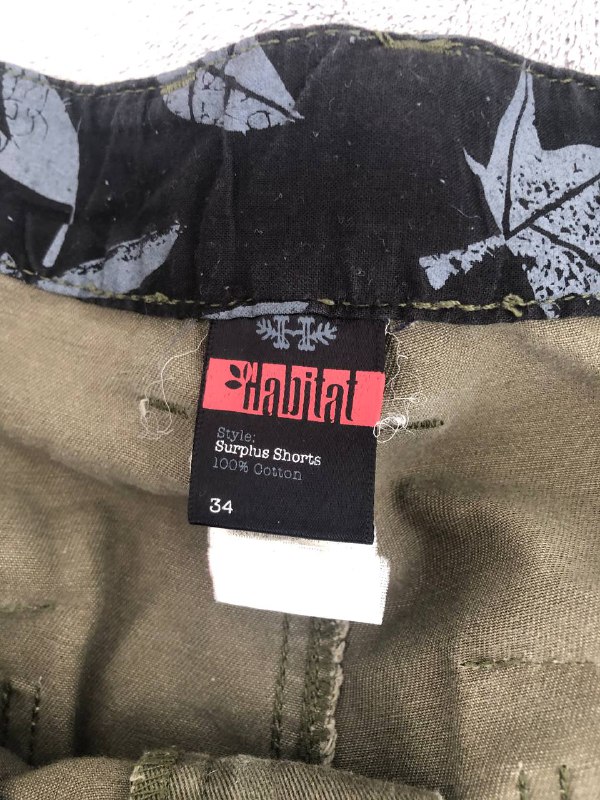 H
Habitat
Style:
Surplus Shorts
100% Cotton
34